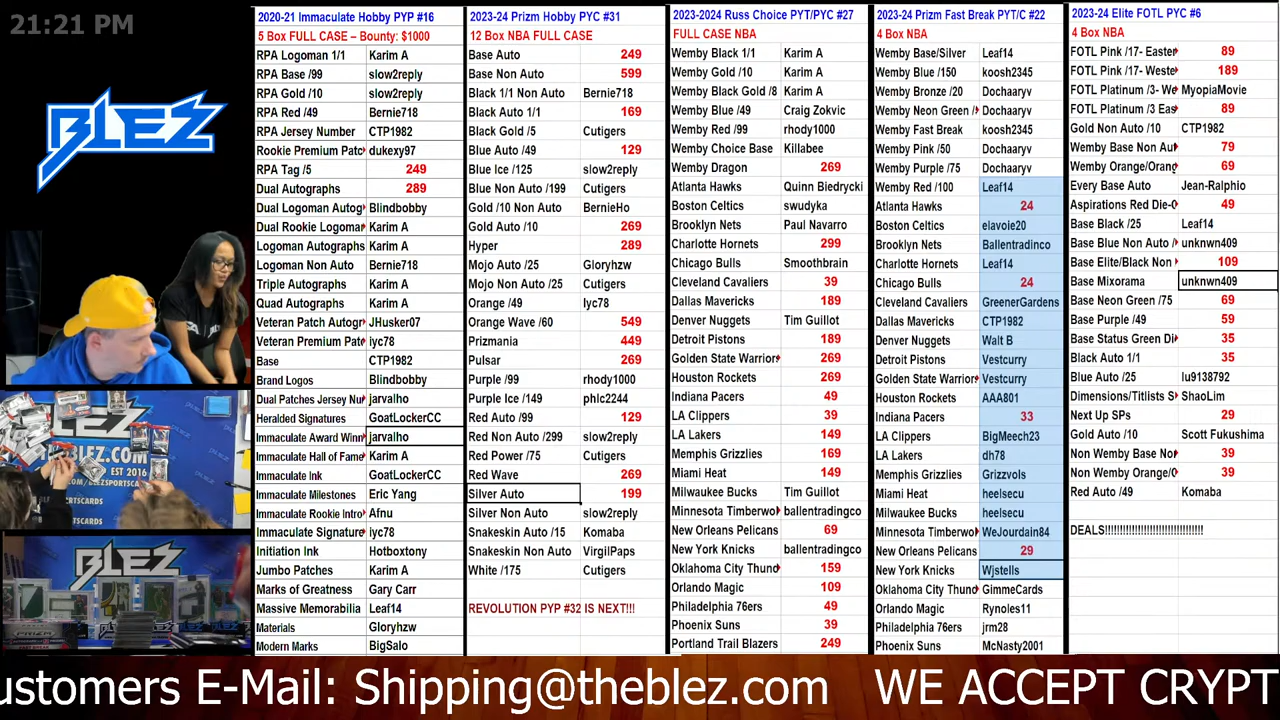 21:21 PM
BLEZ
2020-21 Immaculate Hobby PYP #16
5 Box FULL CASE – Bounty: $1000
RPA Logoman 1/1 Karim A
RPA Base /99 slow2reply
RPA Gold /10 slow2reply
RPA Red /49 Bernie718
RPA Jersey Number CTP1982
Rookie Premium Patc dukexy97
RPA Tag /5 249
Dual Autographs 289
Dual Logoman Autog Blindbobby
Dual Rookie Logoma Karim A
Logoman Autographs Karim A
Logoman Non Auto Bernie718
Triple Autographs Karim A
Quad Autographs Karim A
Veteran Patch Autogr JHusker07
Veteran Premium Pat iyc78
Base CTP1982
Brand Logos Blindbobby
Dual Patches Jersey Nu jarvalho
Heralded Signatures GoatLockerCC
Immaculate Award Winn jarvalho
Immaculate Hall of Fame Karim A
Immaculate Ink GoatLockerCC
Immaculate Milestones Eric Yang
Immaculate Rookie Intro Afnu
Immaculate Signature iyc78
Initiation Ink Hotboxtony
Jumbo Patches Karim A
Marks of Greatness Gary Carr
Massive Memorabilia Leaf14
Materials Gloryhzw
Modern Marks BigSalo
2023-24 Prizm Hobby PYC #31
12 Box NBA FULL CASE
Base Auto 249
Base Non Auto 599
Black 1/1 Non Auto Bernie718
Black Auto 1/1 169
Black Gold /5 Cutigers
Blue Auto /49 129
Blue Ice /125 slow2reply
Blue Non Auto /199 Cutigers
Gold /10 Non Auto BernieHo
Gold Auto /10 269
Hyper 289
Mojo Auto /25 Gloryhzw
Mojo Non Auto /25 Cutigers
Orange /49 lyc78
Orange Wave /60 549
Prizmania 449
Pulsar 269
Purple /99 rhody1000
Purple Ice /149 phlc2244
Red Auto /99 129
Red Non Auto /299 slow2reply
Red Power /75 Cutigers
Red Wave 269
Silver Auto 199
Silver Non Auto slow2reply
Snakeskin Auto /15 Komaba
Snakeskin Non Auto VirgilPaps
White /175 Cutigers
REVOLUTION PYP #32 IS NEXT!!!
2023-2024 Russ Choice PYT/PYC #27
FULL CASE NBA
Wemby Black 1/1 Karim A
Wemby Gold /10 Karim A
Wemby Black Gold /8 Karim A
Wemby Blue /49 Craig Zokvic
Wemby Red /99 rhody1000
Wemby Choice Base Killabee
Wemby Dragon 269
Atlanta Hawks Quinn Biedrycki
Boston Celtics swudyka
Brooklyn Nets Paul Navarro
Charlotte Hornets 299
Chicago Bulls Smoothbrain
Cleveland Cavaliers 39
Dallas Mavericks 189
Denver Nuggets Tim Guillot
Detroit Pistons 189
Golden State Warrior 269
Houston Rockets 269
Indiana Pacers 49
LA Clippers 39
LA Lakers 149
Memphis Grizzlies 169
Miami Heat 149
Milwaukee Bucks Tim Guillot
Minnesota Timberwo ballentradingco
New Orleans Pelicans 69
New York Knicks ballentradingco
Oklahoma City Thund 159
Orlando Magic 109
Philadelphia 76ers 49
Phoenix Suns 39
Portland Trail Blazers 249
2023-24 Prizm Fast Break PYT/C #22
4 Box NBA
Wemby Base/Silver Leaf14
Wemby Blue /150 koosh2345
Wemby Bronze /20 Dochaaryv
Wemby Neon Green / Dochaaryv
Wemby Fast Break koosh2345
Wemby Pink /50 Dochaaryv
Wemby Purple /75 Dochaaryv
Wemby Red /100 Leaf14
Atlanta Hawks 24
Boston Celtics elavoie20
Brooklyn Nets Ballentradinco
Charlotte Hornets Leaf14
Chicago Bulls 24
Cleveland Cavaliers GreenerGardens
Dallas Mavericks CTP1982
Denver Nuggets Walt B
Detroit Pistons Vestcurry
Golden State Warrior Vestcurry
Houston Rockets AAA801
Indiana Pacers 33
LA Clippers BigMeech23
LA Lakers dh78
Memphis Grizzlies Grizzvols
Miami Heat heelsecu
Milwaukee Bucks heelsecu
Minnesota Timberwo WeJourdain84
New Orleans Pelicans 29
New York Knicks Wjstells
Oklahoma City Thund GimmeCards
Orlando Magic Rynoles11
Philadelphia 76ers jrm28
Phoenix Suns McNasty2001
2023-24 Elite FOTL PYC #6
4 Box NBA
FOTL Pink /17- Easter 89
FOTL Pink /17- Weste 189
FOTL Platinum /3- We MyopiaMovie
FOTL Platinum /3 Eas 89
Gold Non Auto /10 CTP1982
Wemby Base Non Au 79
Wemby Orange/Orang 69
Every Base Auto Jean-Ralphio
Aspirations Red Die-C 49
Base Black /25 Leaf14
Base Blue Non Auto / unknwn409
Base Elite/Black Non 109
Base Mixorama unknwn409
Base Neon Green /75 69
Base Purple /49 59
Base Status Green Di 35
Black Auto 1/1 35
Blue Auto /25 lu9138792
Dimensions/Titlists S ShaoLim
Next Up SPs 29
Gold Auto /10 Scott Fukushima
Non Wemby Base Non 39
Non Wemby Orange/O 39
Red Auto /49 Komaba
DEALS!!!!!!!!!!!!!!!!!!!!!!!!!!!!!!!!!!
EST 2016
ustomers E-Mail: Shipping@theblez.com WE ACCEPT CRYPT